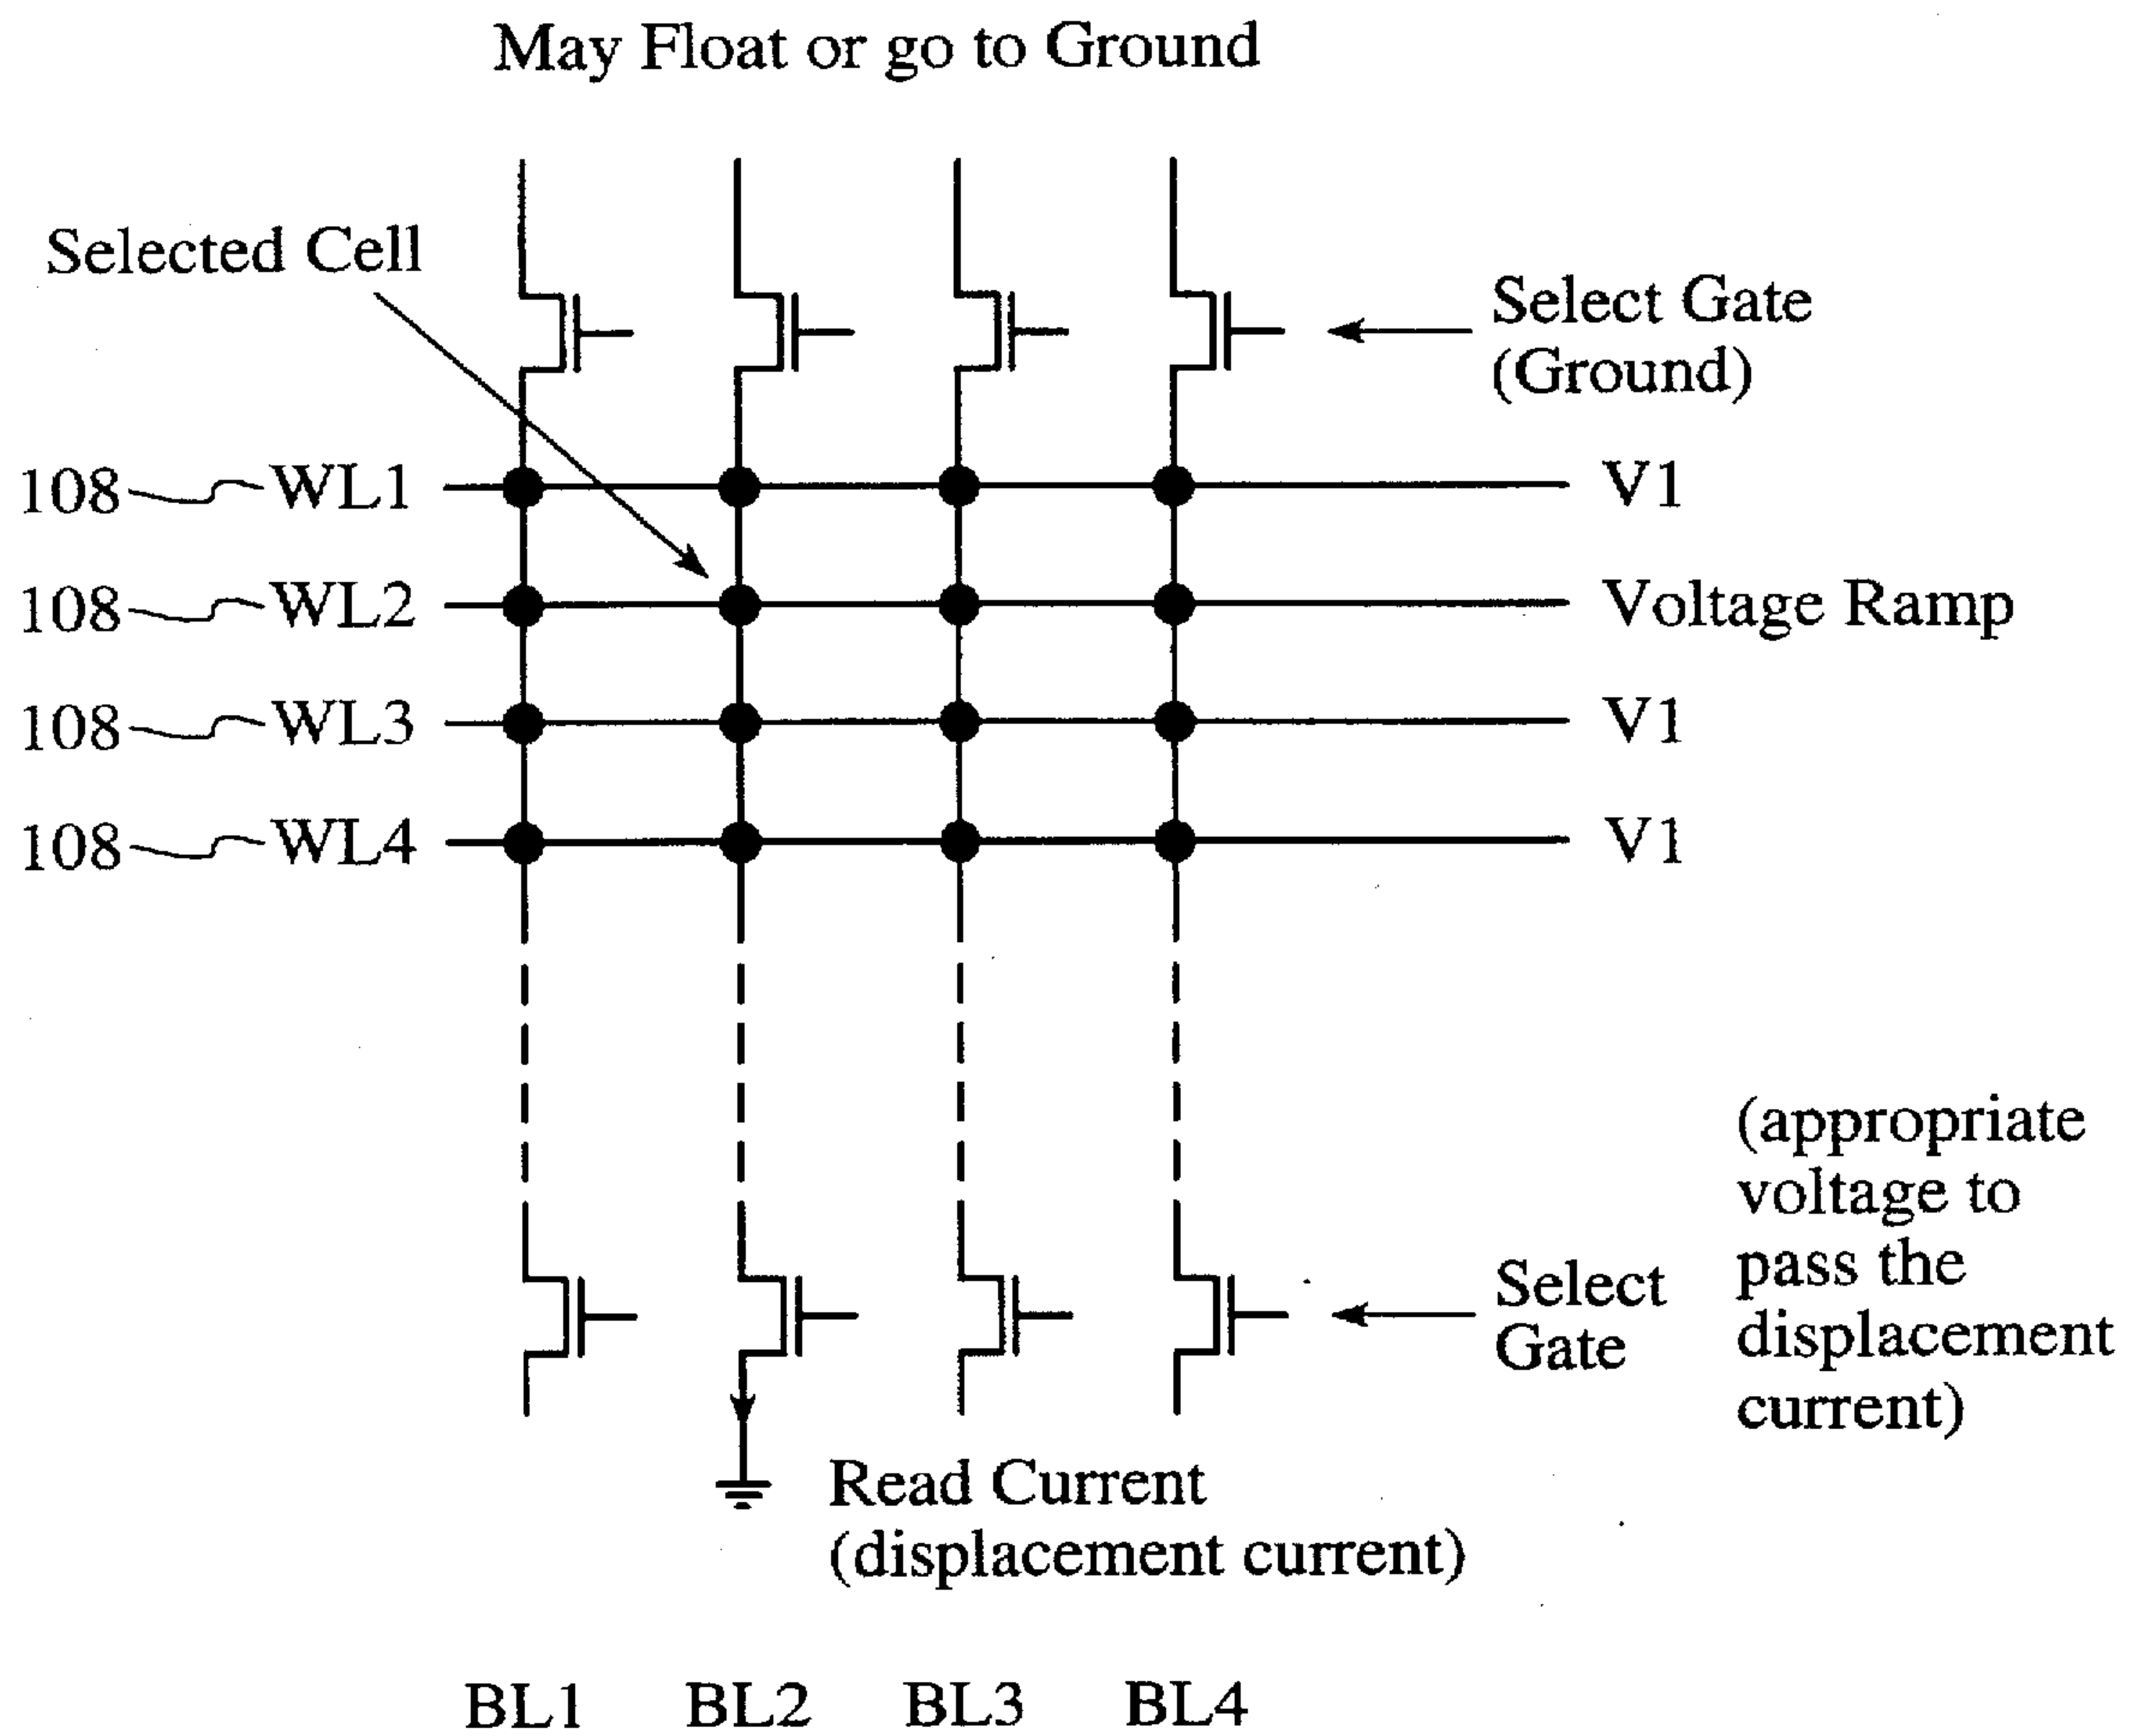 May Float or go to Ground
Selected Cell
Select Gate
(Ground)
108 WL1 V1
108 WL2 Voltage Ramp
108 WL3 V1
108 WL4 V1
(appropriate
voltage to
pass the
displacement
current)
Select
Gate
Read Current
(displacement current)
BL1 BL2 BL3 BL4